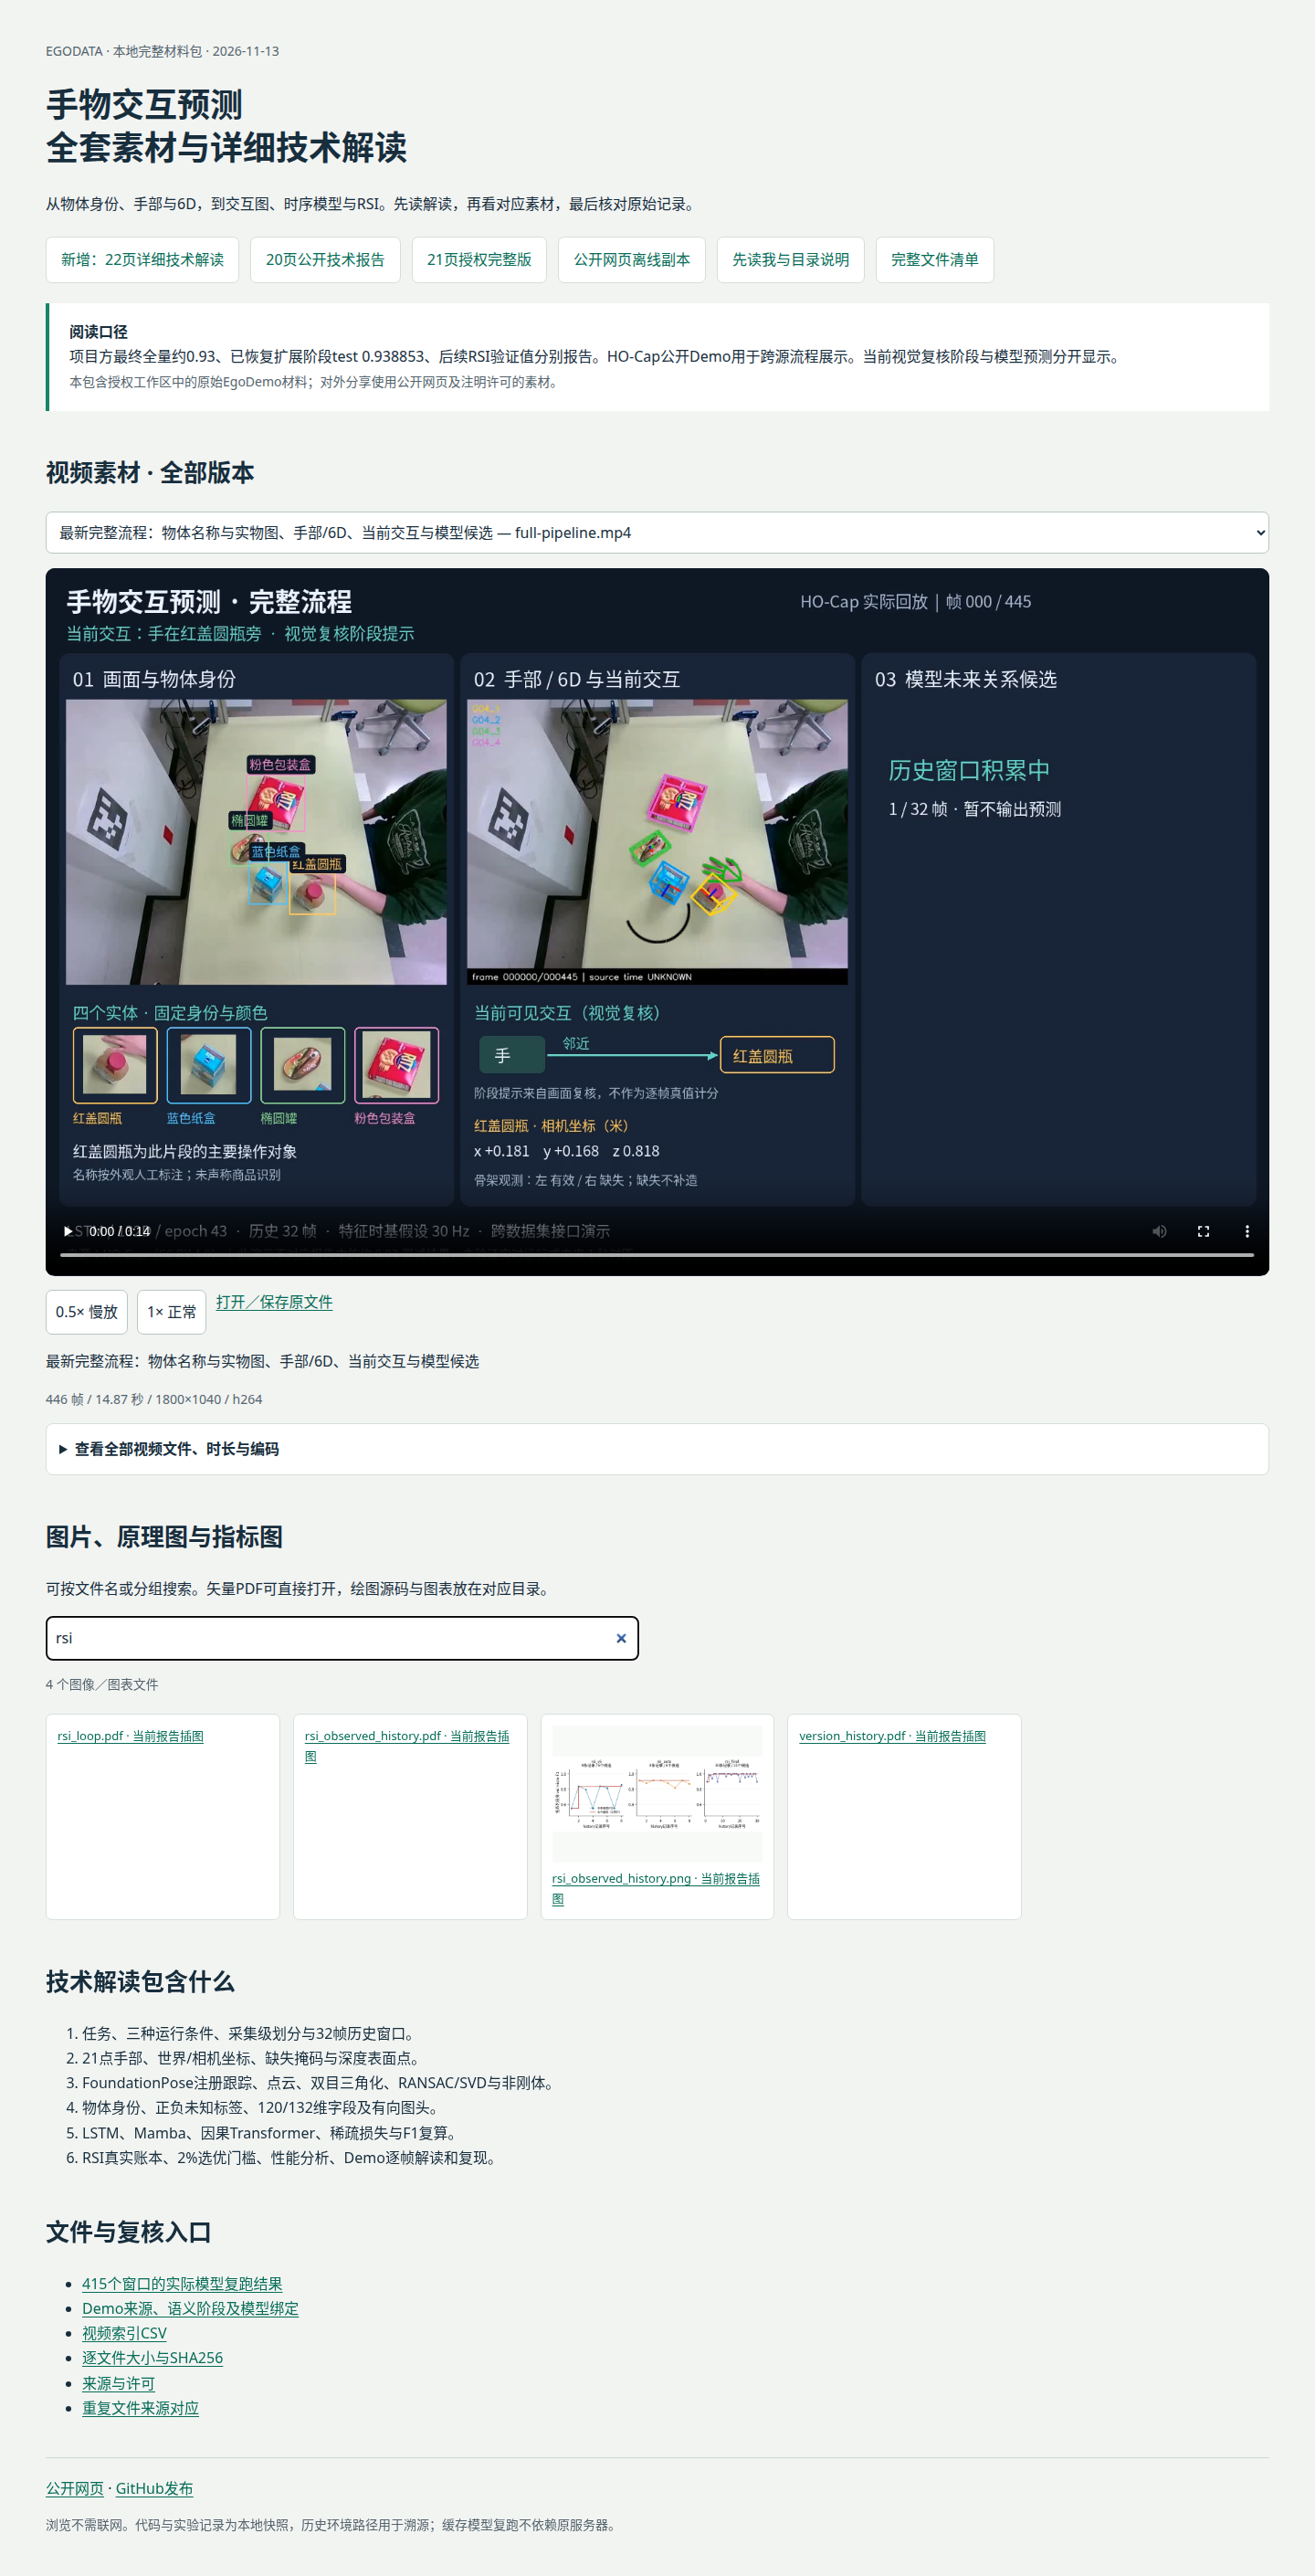 EGODATA · 本地完整材料包 · 2026-11-13
手物交互预测
全套素材与详细技术解读
从物体身份、手部与6D，到交互图、时序模型与RSI。先读解读，再看对应素材，最后核对原始记录。
新增：22页详细技术解读
20页公开技术报告
21页授权完整版
公开网页离线副本
先读我与目录说明
完整文件清单
阅读口径
项目方最终全量约0.93、已恢复扩展阶段test 0.938853、后续RSI验证值分别报告。HO-Cap公开Demo用于跨源流程展示。当前视觉复核阶段与模型预测分开显示。
本包含授权工作区中的原始EgoDemo材料；对外分享使用公开网页及注明许可的素材。
视频素材 · 全部版本
最新完整流程：物体名称与实物图、手部/6D、当前交互与模型候选 — full-pipeline.mp4
手物交互预测 · 完整流程
HO-Cap 实际回放 | 帧 000 / 445
当前交互：手在红盖圆瓶旁 · 视觉复核阶段提示
01 画面与物体身份
粉色包装盒
椭圆罐
蓝色纸盒
红盖圆瓶
四个实体 · 固定身份与颜色
红盖圆瓶
蓝色纸盒
椭圆罐
粉色包装盒
红盖圆瓶为此片段的主要操作对象
名称按外观人工标注；未声称商品识别
02 手部 / 6D 与当前交互
G04_1
G04_2
G04_3
G04_4
frame 000000/000445 | source time UNKNOWN
当前可见交互（视觉复核）
手
邻近
红盖圆瓶
阶段提示来自画面复核，不作为逐帧真值计分
红盖圆瓶 · 相机坐标（米）
x +0.181 y +0.168 z 0.818
骨架观测：左 有效 / 右 缺失；缺失不补造
03 模型未来关系候选
历史窗口积累中
1 / 32 帧 · 暂不输出预测
/ epoch 43 · 历史 32 帧 · 特征时基假设 30 Hz · 跨数据集接口演示
0:00 / 0:14
0.5× 慢放
1× 正常
打开／保存原文件
最新完整流程：物体名称与实物图、手部/6D、当前交互与模型候选
446 帧 / 14.87 秒 / 1800×1040 / h264
查看全部视频文件、时长与编码
图片、原理图与指标图
可按文件名或分组搜索。矢量PDF可直接打开，绘图源码与图表放在对应目录。
rsi
4 个图像／图表文件
rsi_loop.pdf · 当前报告插图
rsi_observed_history.pdf · 当前报告插
图
rsi_observed_history.png · 当前报告插
图
version_history.pdf · 当前报告插图
技术解读包含什么
1. 任务、三种运行条件、采集级划分与32帧历史窗口。
2. 21点手部、世界/相机坐标、缺失掩码与深度表面点。
3. FoundationPose注册跟踪、点云、双目三角化、RANSAC/SVD与非刚体。
4. 物体身份、正负未知标签、120/132维字段及有向图头。
5. LSTM、Mamba、因果Transformer、稀疏损失与F1复算。
6. RSI真实账本、2%选优门槛、性能分析、Demo逐帧解读和复现。
文件与复核入口
415个窗口的实际模型复跑结果
Demo来源、语义阶段及模型绑定
视频索引CSV
逐文件大小与SHA256
来源与许可
重复文件来源对应
公开网页 · GitHub发布
浏览不需联网。代码与实验记录为本地快照，历史环境路径用于溯源；缓存模型复跑不依赖原服务器。